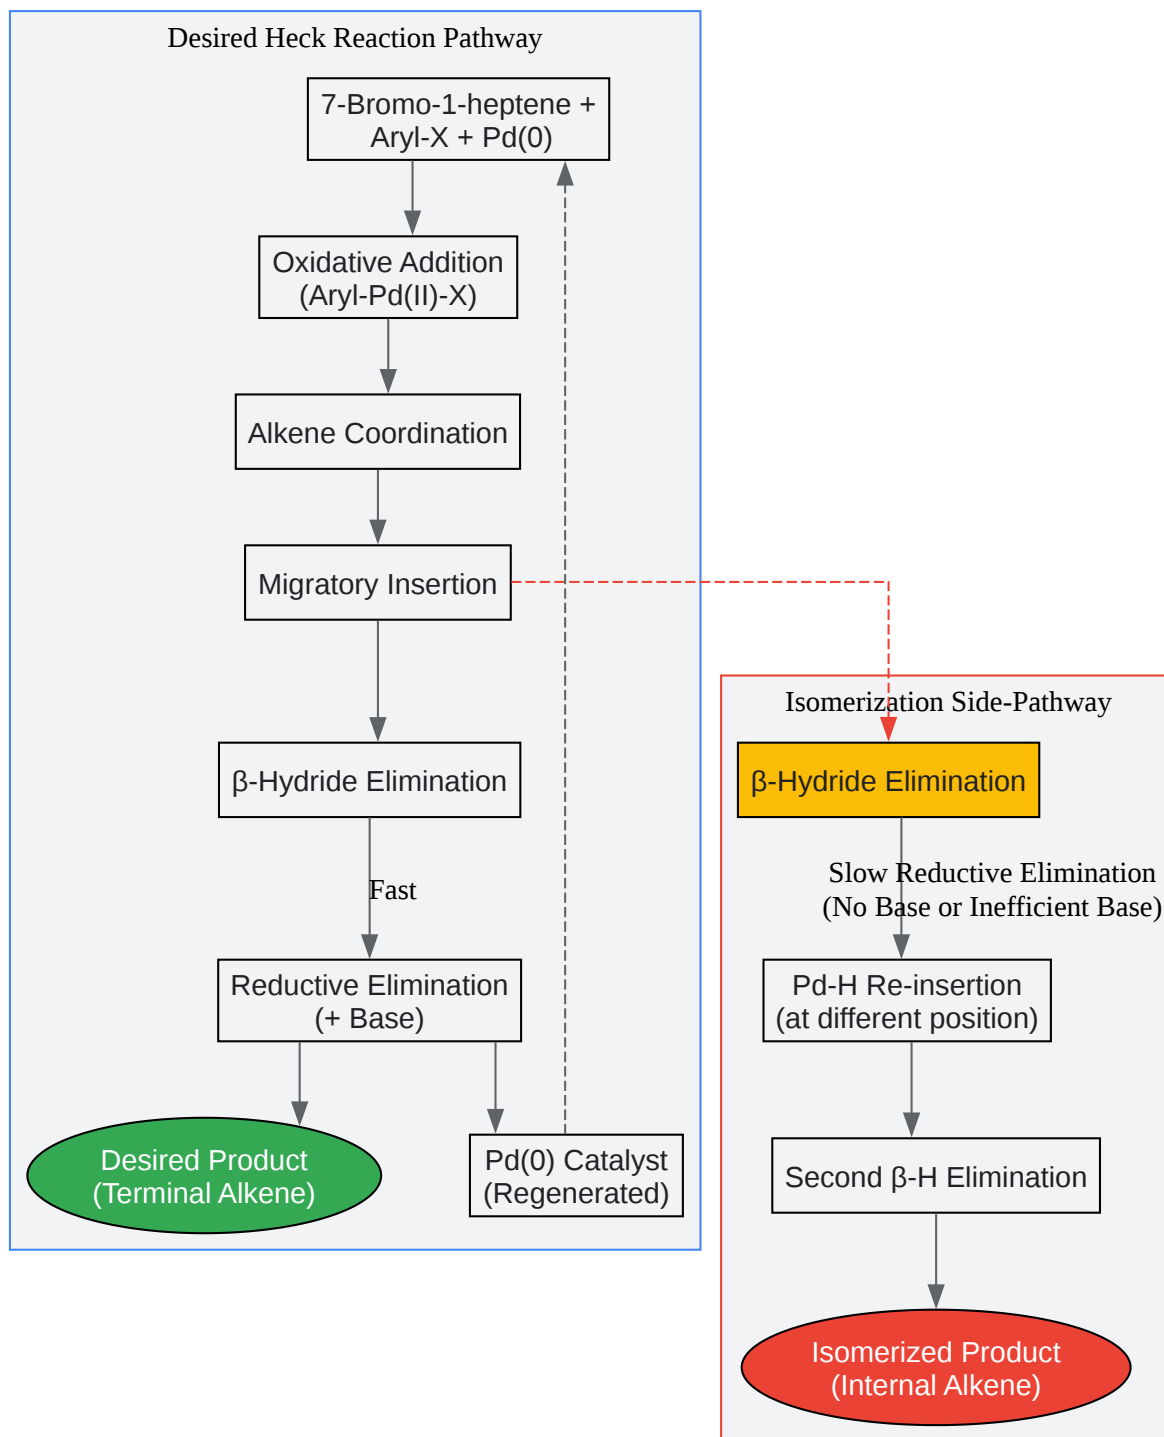 Desired Heck Reaction Pathway
7-Bromo-1-heptene +
Aryl-X + Pd(0)
Oxidative Addition
(Aryl-Pd(II)-X)
Alkene Coordination
Migratory Insertion
β-Hydride Elimination
Fast
Reductive Elimination
(+ Base)
Desired Product
(Terminal Alkene)
Pd(0) Catalyst
(Regenerated)
Isomerization Side-Pathway
β-Hydride Elimination
Slow Reductive Elimination
(No Base or Inefficient Base)
Pd-H Re-insertion
(at different position)
Second β-H Elimination
Isomerized Product
(Internal Alkene)